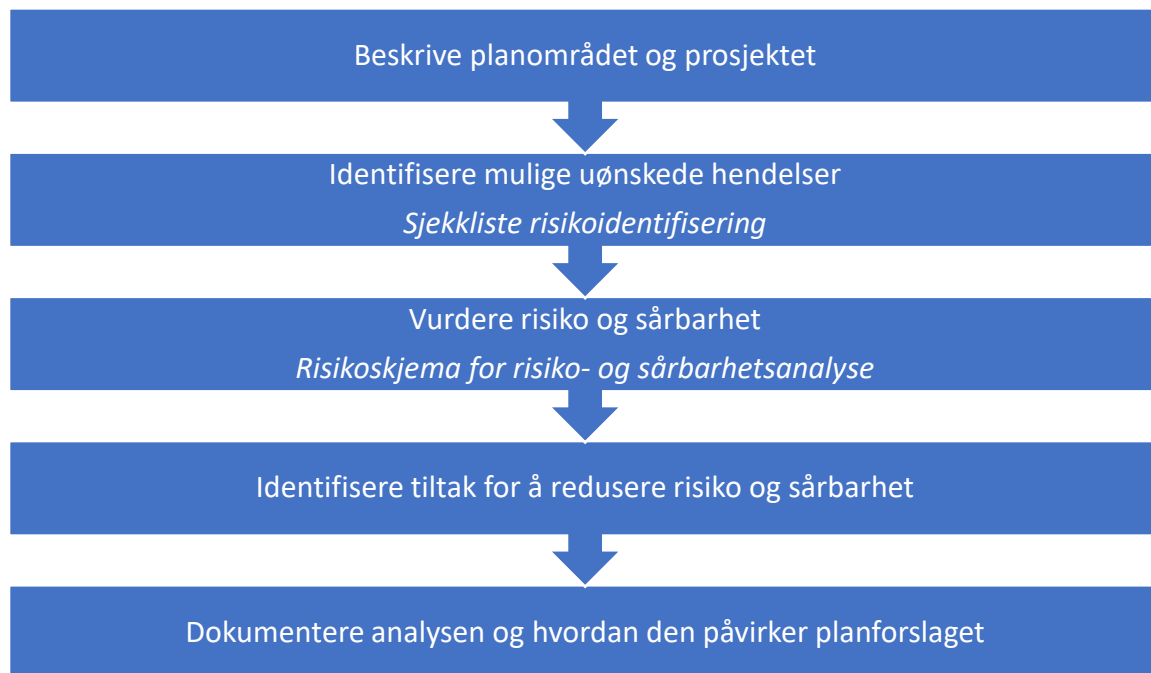 Beskrive planområdet og prosjektet
Identifisere mulige uønskede hendelser
Sjekkliste risikoidentifisering
Vurdere risiko og sårbarhet
Risikoskjema for risiko- og sårbarhetsanalyse
Identifisere tiltak for å redusere risiko og sårbarhet
Dokumentere analysen og hvordan den påvirker planforslaget